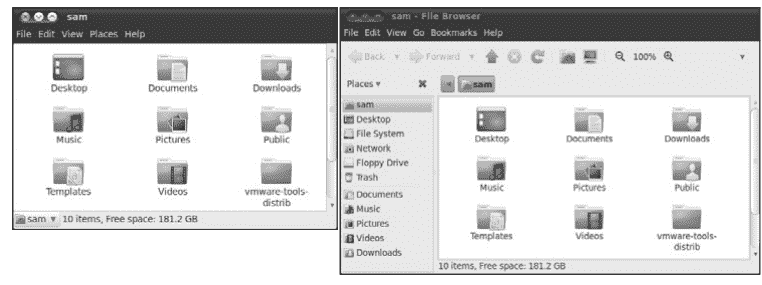 sam
File Edit View Places Help
Desktop Documents Downloads
Music Pictures Public
Templates Videos vmware-tools-
distrib
sam 10 items, Free space: 181.2 GB
sam - File Browser
File Edit View Go Bookmarks Help
Back Forward 100%
Places sam
sam
Desktop
File System
Network
Floppy Drive
Trash
Documents
Music
Pictures
Videos
Downloads
Desktop Documents Downloads
Music Pictures Public
Templates Videos vmware-tools-
distrib
10 items, Free space: 181.2 GB